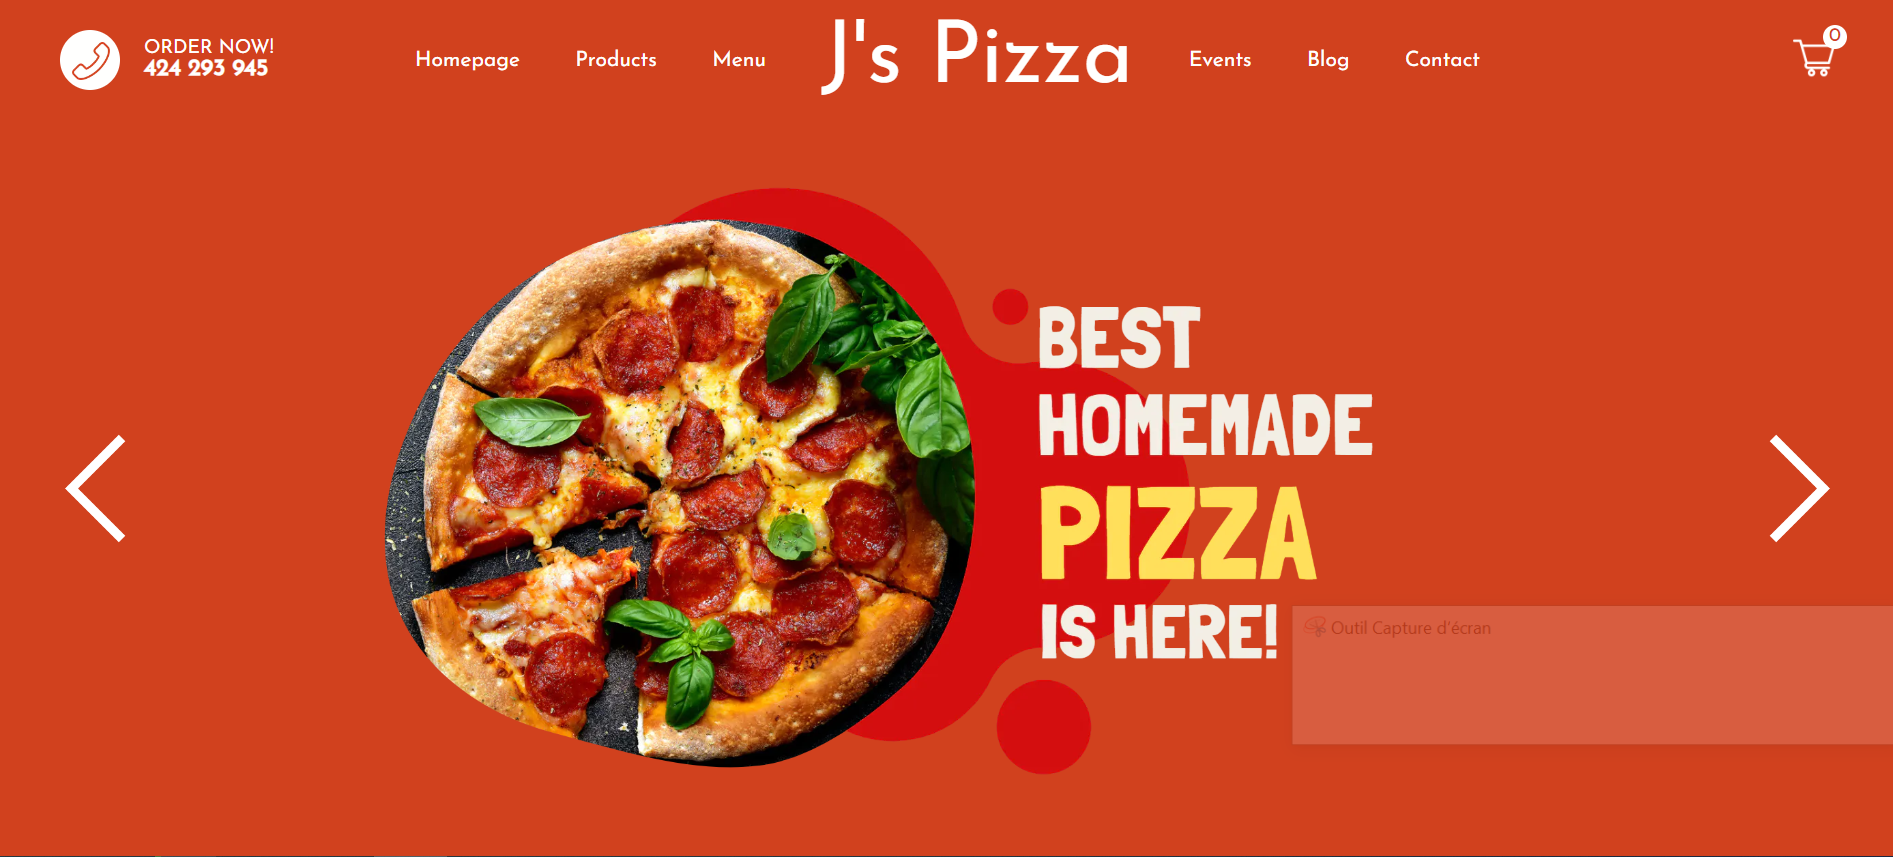 ORDER NOW!
424 293 945
Homepage
Products
Menu
J's Pizza
Events
Blog
Contact
0
BEST
HOMEMADE
PIZZA
IS HERE!
Outil Capture d'écran